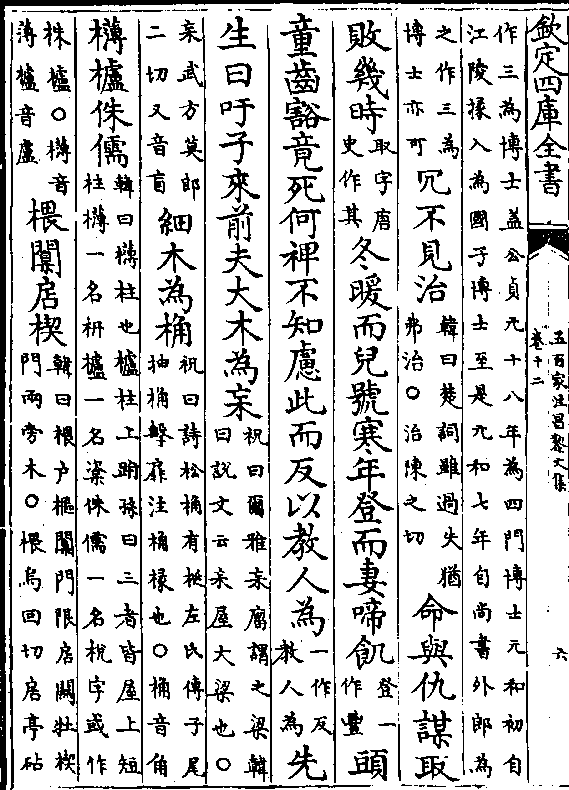 欽定四庫全書
五百家注昌黎文集
卷十二
六
作三為博士盖公貞元十八年為四門博士元和初自
江陵掾入為國子博士至是元和七年自尚書外郎為
之作三為博士亦可冗不見治韓曰楚詞雖過失猶弗治○治陳之切命與仇謀取
敗幾時取字唐史作其冬暖而兒號寒年登而妻啼飢登一作豐頭
童齒豁竟死何裨不知慮此而反以教人為一作反教人為先
生曰吁子來前夫大木為杗祝曰爾雅杗廇謂之梁韓曰説文云杗屋大梁也○
杗武方莫郎二切又音盲細木為桷祝曰詩松桷有梴左氏傳子尾抽桷擊扉注桷椽也○桷音角
欂櫨侏儒韓曰欂柱也櫨柱上跗孫曰三者皆屋上短柱欂一名枅櫨一名楶侏儒一名梲字或作
株櫨○欂音薄櫨音盧椳闑扂楔韓曰椳户樞闑門限扂闗牡楔門兩旁木○椳烏回切扂亭砧